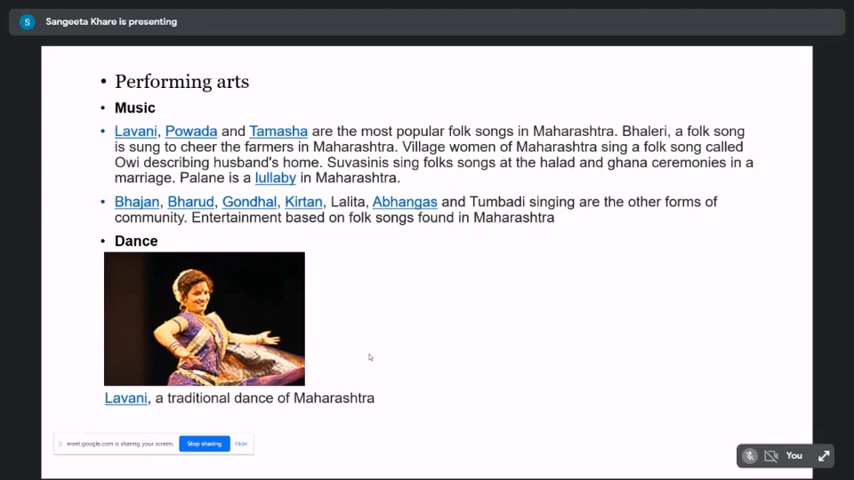 S Sangeeta Khare is presenting
• Performing arts
• Music
• Lavani, Powada and Tamasha are the most popular folk songs in Maharashtra. Bhaleri, a folk song
is sung to cheer the farmers in Maharashtra. Village women of Maharashtra sing a folk song called
Owi describing husband's home. Suvasinis sing folks songs at the halad and ghana ceremonies in a
marriage. Palane is a lullaby in Maharashtra.
• Bhajan, Bharud, Gondhal, Kirtan, Lalita, Abhangas and Tumbadi singing are the other forms of
community. Entertainment based on folk songs found in Maharashtra
• Dance
Lavani, a traditional dance of Maharashtra
meet.google.com is sharing your screen. Stop sharing Hide
You